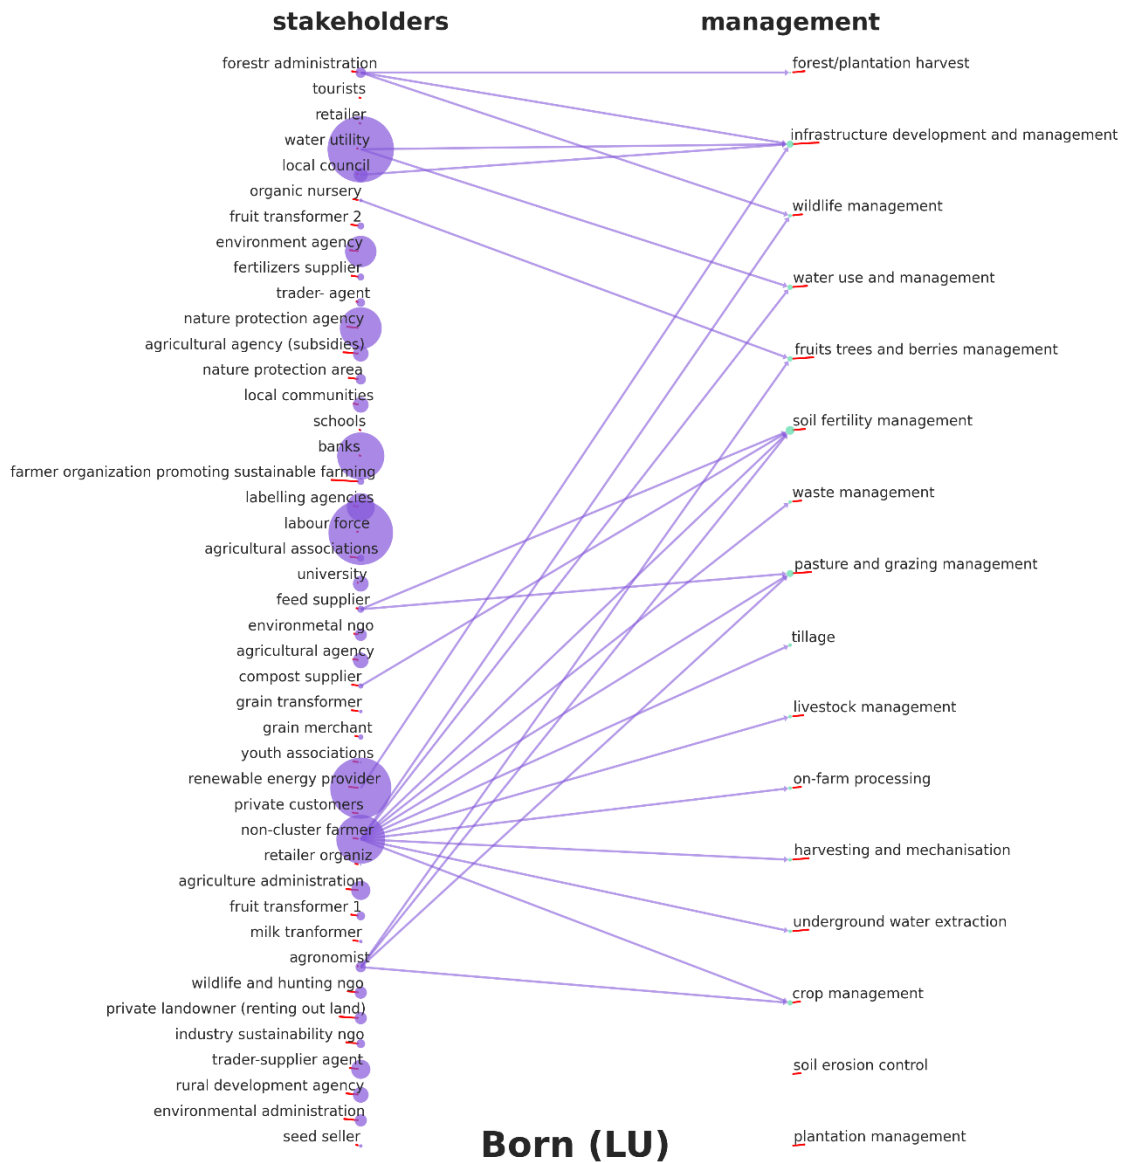 stakeholders
management
forestr administration
tourists
retailer
water utility
local council
organic nursery
fruit transformer 2
environment agency
fertilizers supplier
trader- agent
nature protection agency
agricultural agency (subsidies)
nature protection area
local communities
schools
banks
farmer organization promoting sustainable farming
labelling agencies
labour force
agricultural associations
university
feed supplier
environmetal ngo
agricultural agency
compost supplier
grain transformer
grain merchant
youth associations
renewable energy provider
private customers
non-cluster farmer
retailer organiz
agriculture administration
fruit transformer 1
milk tranformer
agronomist
wildlife and hunting ngo
private landowner (renting out land)
industry sustainability ngo
trader-supplier agent
rural development agency
environmental administration
seed seller
forest/plantation harvest
infrastructure development and management
wildlife management
water use and management
fruits trees and berries management
soil fertility management
waste management
pasture and grazing management
tillage
livestock management
on-farm processing
harvesting and mechanisation
underground water extraction
crop management
soil erosion control
plantation management
Born (LU)